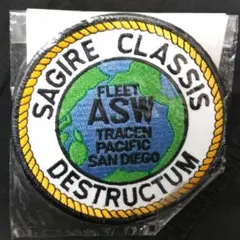 SAGIRE CLASSIS
FLEET
ASW
TRACEN
PACIFIC
SAN DIEGO
DESTRUCTUM